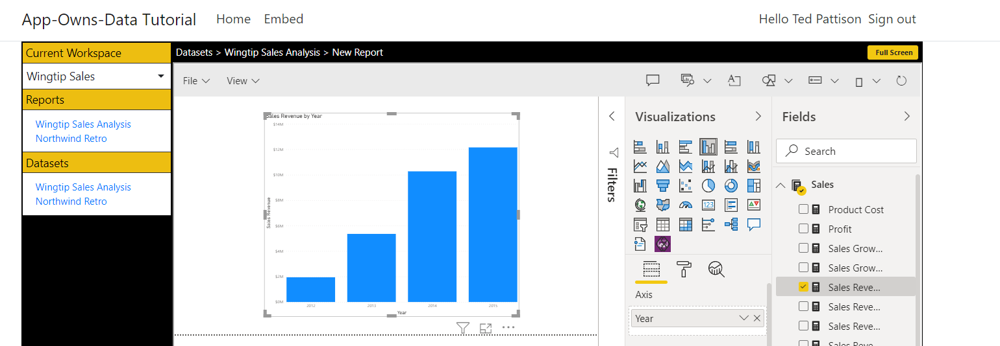 App-Owns-Data Tutorial Home Embed Hello Ted Pattison Sign out
Current Workspace
Wingtip Sales
Reports
Wingtip Sales Analysis
Northwind Retro
Datasets
Wingtip Sales Analysis
Northwind Retro
Datasets > Wingtip Sales Analysis > New Report Full Screen
File View
Sales Revenue by Year
$14M
$12M
$10M
$8M
$6M
$4M
$2M
$0M
Sales Revenue
2012 2013 2014 2015
Year
Filters
Visualizations
123
Axis
Year
Fields
Search
Sales
Product Cost
Profit
Sales Grow...
Sales Grow...
Sales Reve...
Sales Reve...
Sales Reve...
Sales Reve...